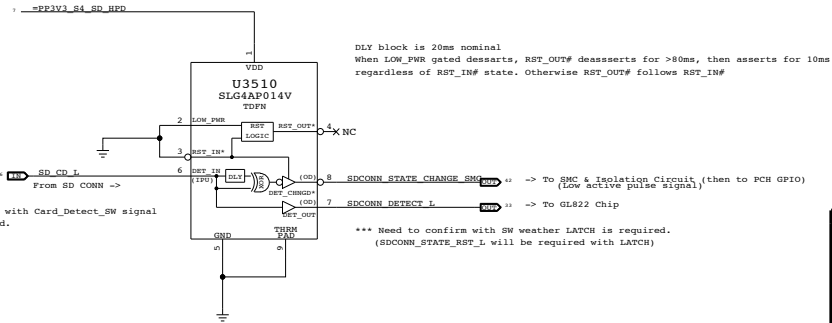 7 =PP3V3_S4_SD_HPD
DLY block is 20ms nominal
When LOW_PWR gated dessarts, RST_OUT# deassserts for >80ms, then asserts for 10ms
regardless of RST_IN# state. Otherwise RST_OUT# follows RST_IN#
1
VDD
U3510
SLG4AP014V
TDFN
2 LOW_PWR
RST
LOGIC
RST_OUT* 4 NC
3 RST_IN*
IN SD_CD_L 6 DET_IN
(IPU)
DLY
XOR
(OD) 8 SDCONN_STATE_CHANGE_SMC OUT 42 -> To SMC & Isolation Circuit (then to PCH GPIO)
(Low active pulse signal)
From SD CONN ->
DET_CHNGD*
(OD) 7 SDCONN_DETECT_L OUT 33 -> To GL822 Chip
DET_OUT
with Card_Detect_SW signal
d.
GND
THRM
PAD
5
9
*** Need to confirm with SW weather LATCH is required.
(SDCONN_STATE_RST_L will be required with LATCH)